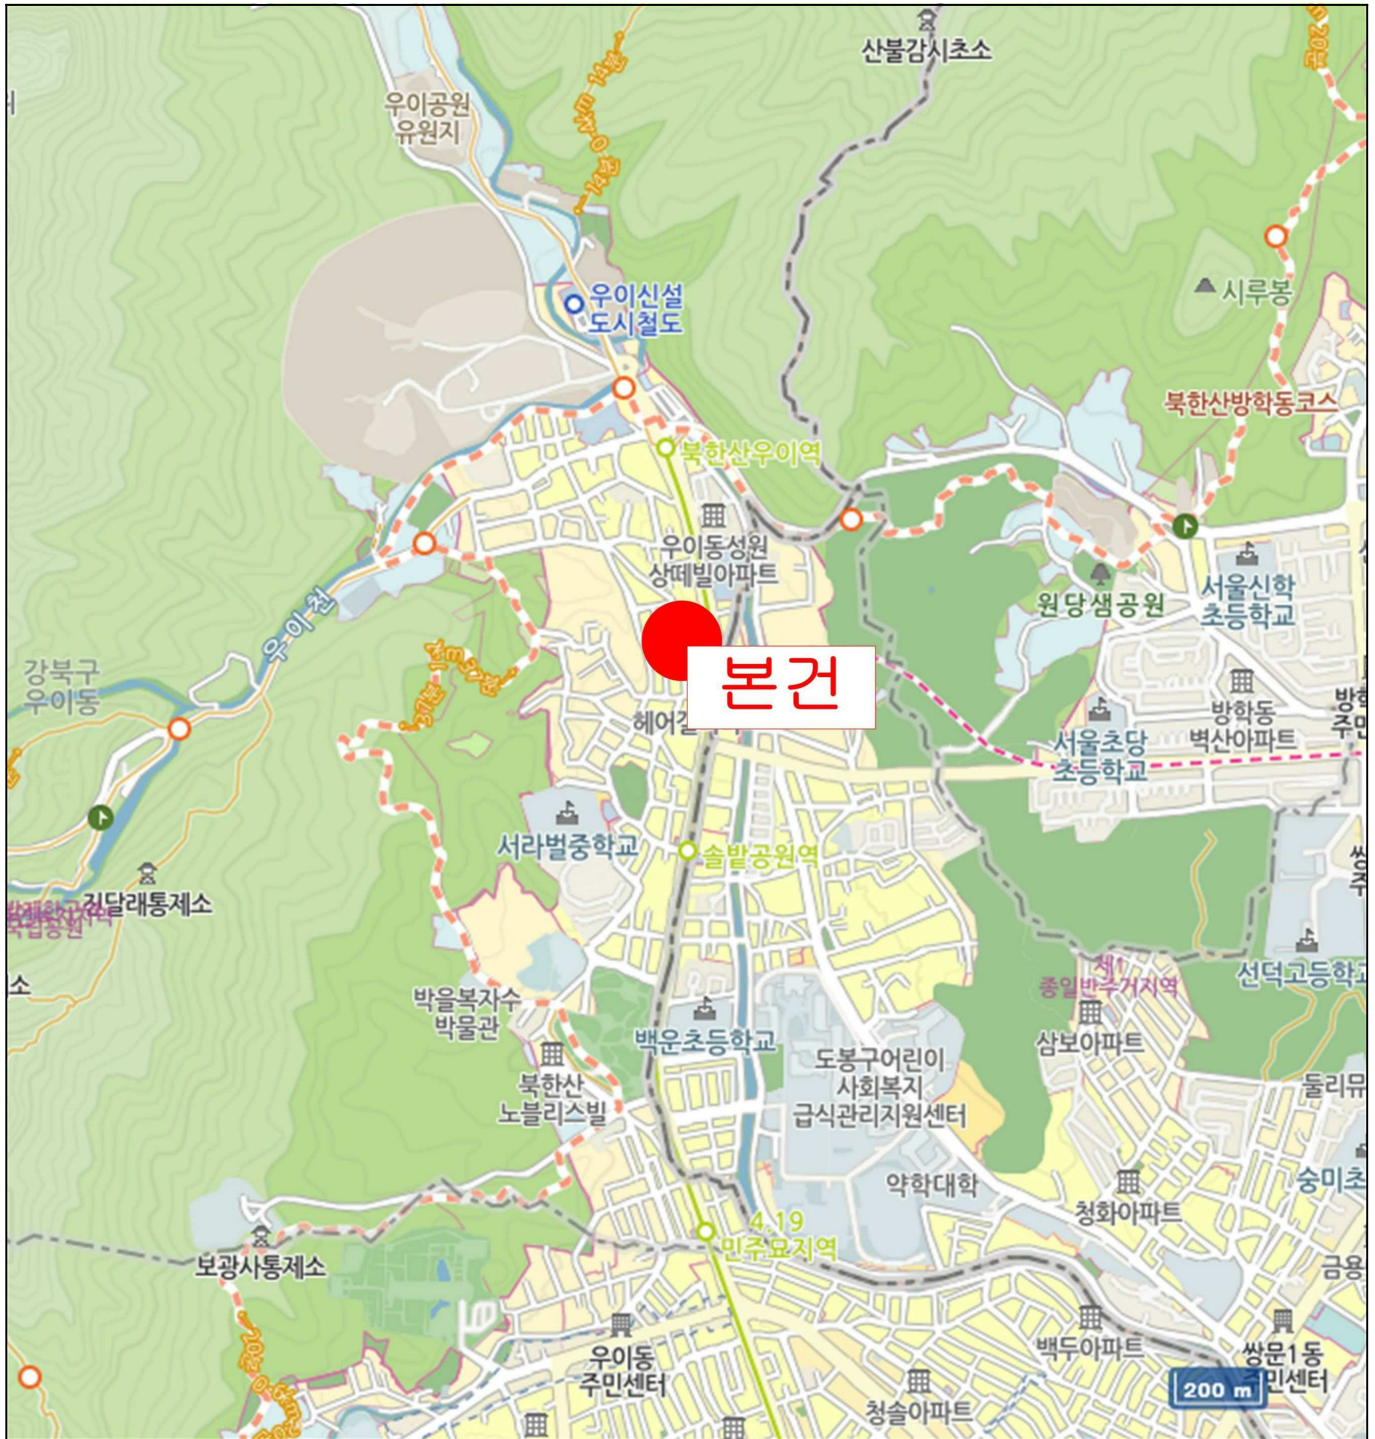 산불감시초소
우이공원
유원지
0.4km 14분
우이신설
도시철도
시루봉
북한산방학동코스
북한산우이역
우이동성원
상떼빌아파트
원당샘공원
서울신학
초등학교
우이천
강북구
우이동
본건
방학동
벽산아파트
서울초당
초등학교
서라벌중학교
솔밭공원역
진달래통제소
제1
종일반주거지역
선덕고등학교
박을복자수
박물관
백운초등학교
삼보아파트
도봉구어린이
사회복지
급식관리지원센터
북한산
노블리스빌
둘리뮤
숭미초
약학대학
청화아파트
4.19
민주묘지역
보광사통제소
금용
우이동
주민센터
백두아파트
쌍문1동
주민센터
200 m
청솔아파트